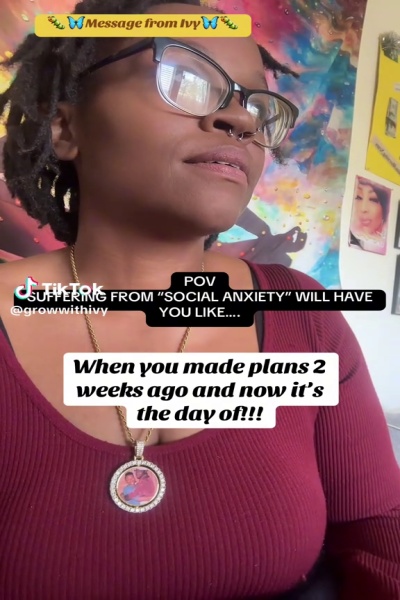 🐛🦋Message from Ivy🦋🐛
POV
SUFFERING FROM “SOCIAL ANXIETY” WILL HAVE
YOU LIKE….
TikTok
@growwithivy
When you made plans 2
weeks ago and now it’s
the day of!!!